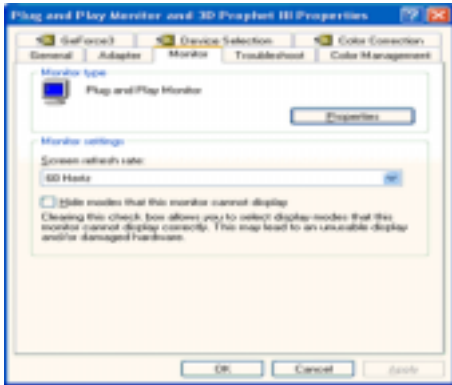 Plug and Play Monitor and 3D Prophet III Properties
GeForce3 Device Selection Color Correction
General Adapter Monitor Troubleshoot Color Management
Monitor type
Plug and Play Monitor
Properties
Monitor settings
Screen refresh rate:
60 Hertz
Hide modes that this monitor cannot display
Clearing this check box allows you to select display modes that this
monitor cannot display correctly. This may lead to an unusable display
and/or damaged hardware.
OK Cancel Apply